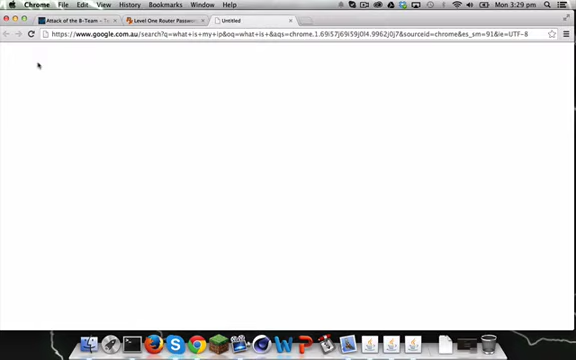 Chrome File Edit View History Bookmarks Window Help Mon 3:29 pm
Attack of the B-Team – Level One Router Password Untitled
https://www.google.com.au/search?q=what+is+my+ip&oq=what+is+&aqs=chrome.1.69i57j69i59j0l4.9962j0j7&sourceid=chrome&es_sm=91&ie=UTF-8